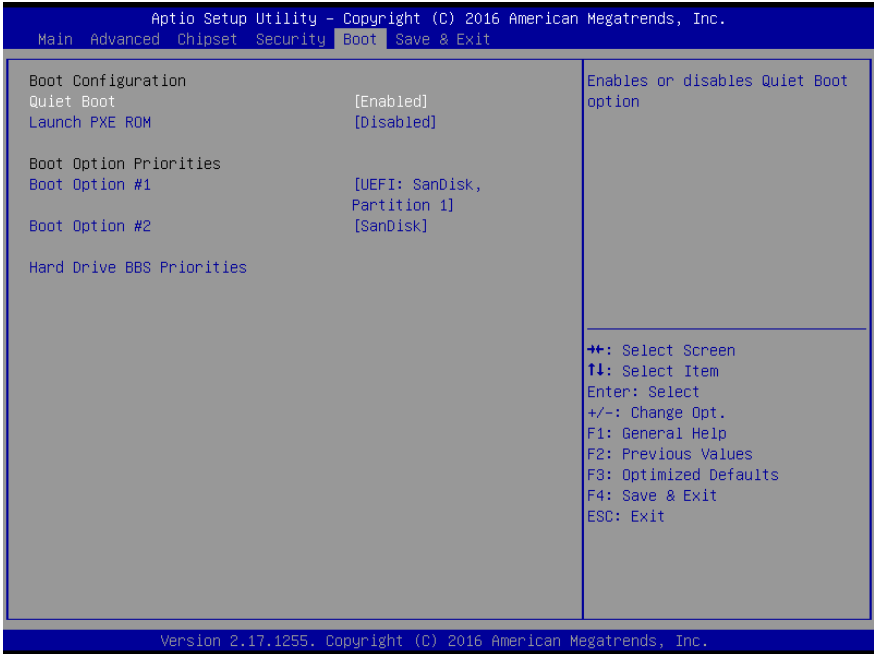 Aptio Setup Utility – Copyright (C) 2016 American Megatrends, Inc.
Main Advanced Chipset Security Boot Save & Exit
Boot Configuration
Quiet Boot [Enabled]
Launch PXE ROM [Disabled]
Boot Option Priorities
Boot Option #1 [UEFI: SanDisk,
Partition 1]
Boot Option #2 [SanDisk]
Hard Drive BBS Priorities
Enables or disables Quiet Boot
option
→←: Select Screen
↑↓: Select Item
Enter: Select
+/-: Change Opt.
F1: General Help
F2: Previous Values
F3: Optimized Defaults
F4: Save & Exit
ESC: Exit
Version 2.17.1255. Copyright (C) 2016 American Megatrends, Inc.